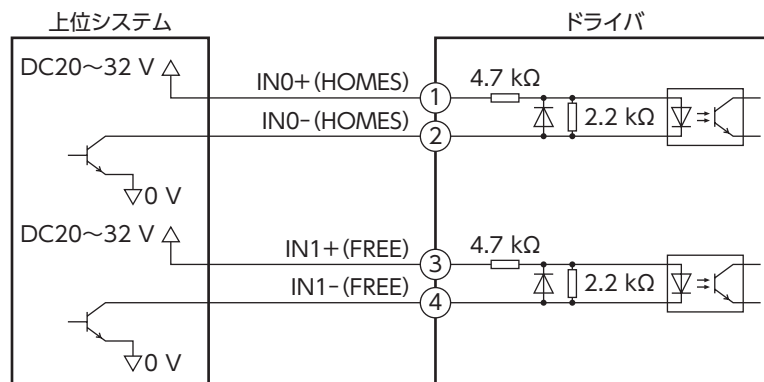 上位システム
ドライバ
DC20~32 V
IN0+(HOMES)
1
4.7 kΩ
IN0-(HOMES)
2
2.2 kΩ
0 V
DC20~32 V
IN1+(FREE)
3
4.7 kΩ
IN1-(FREE)
4
2.2 kΩ
0 V